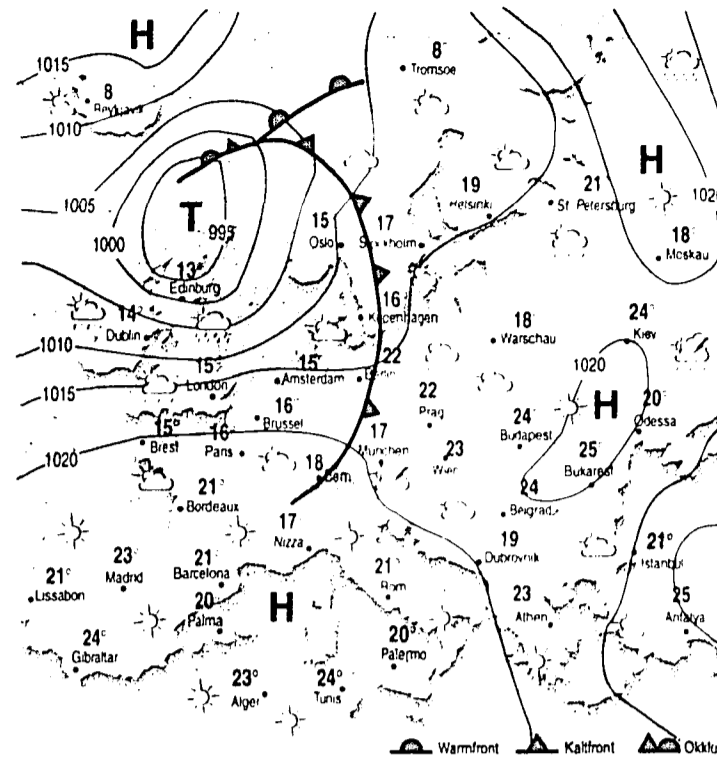 H
1015
8
Reykjavik
1010
8°
Tromsoe
H
1020
1005
T
1000
995
15
Oslo
17
Stockholm
19
Helsinki
21
St. Petersburg
18°
Moskau
13°
Edinburg
14°
Dublin
16
Kopenhagen
18
Warschau
24°
Kiev
1010
1015
15
London
15°
Amsterdam
22
Berlin
1020
H
20°
Odessa
16
Brüssel
22
Prag
24
Budapest
15°
Brest
16
Paris
17
München
23
Wien
25°
Bukarest
1020
18
Bern
24
Belgrad
21°
Bordeaux
17
Nizza
19
Dubrovnik
21°
Istanbul
21°
Lissabon
23°
Madrid
21
Barcelona
H
21°
Rom
23
Athen
25
Antalya
20
Palma
24°
Gibraltar
20°
Palermo
23°
Alger
24°
Tunis
Warmfront Kaltfront